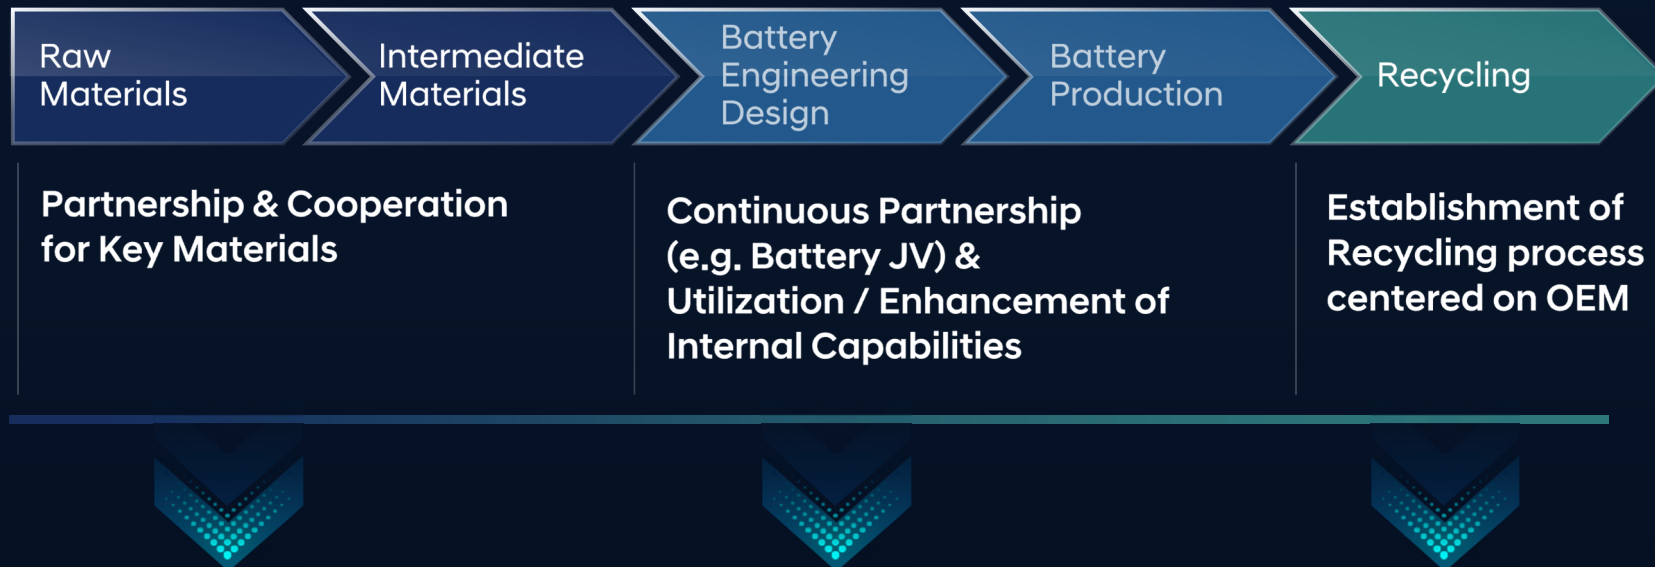 Raw
Materials
Intermediate
Materials
Battery
Engineering
Design
Battery
Production
Recycling
Partnership & Cooperation
for Key Materials
Continuous Partnership
(e.g. Battery JV) &
Utilization / Enhancement of
Internal Capabilities
Establishment of
Recycling process
centered on OEM